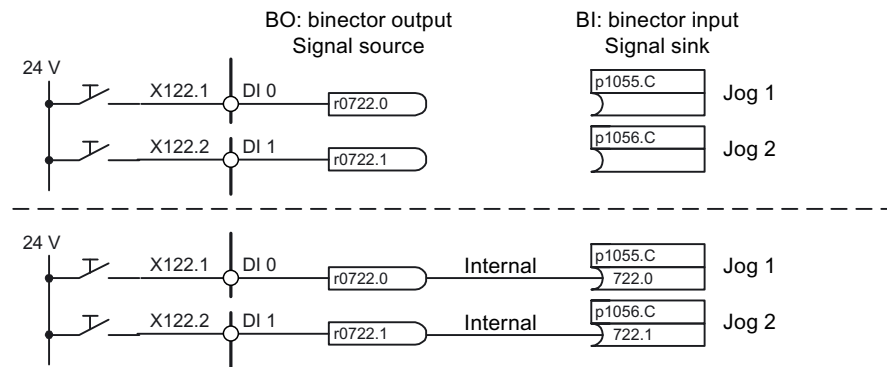 BO: binector output BI: binector input
Signal source Signal sink
24 V
X122.1 DI 0 r0722.0 p1055.C Jog 1
X122.2 DI 1 r0722.1 p1056.C Jog 2
24 V
X122.1 DI 0 r0722.0 Internal p1055.C 722.0 Jog 1
X122.2 DI 1 r0722.1 Internal p1056.C 722.1 Jog 2